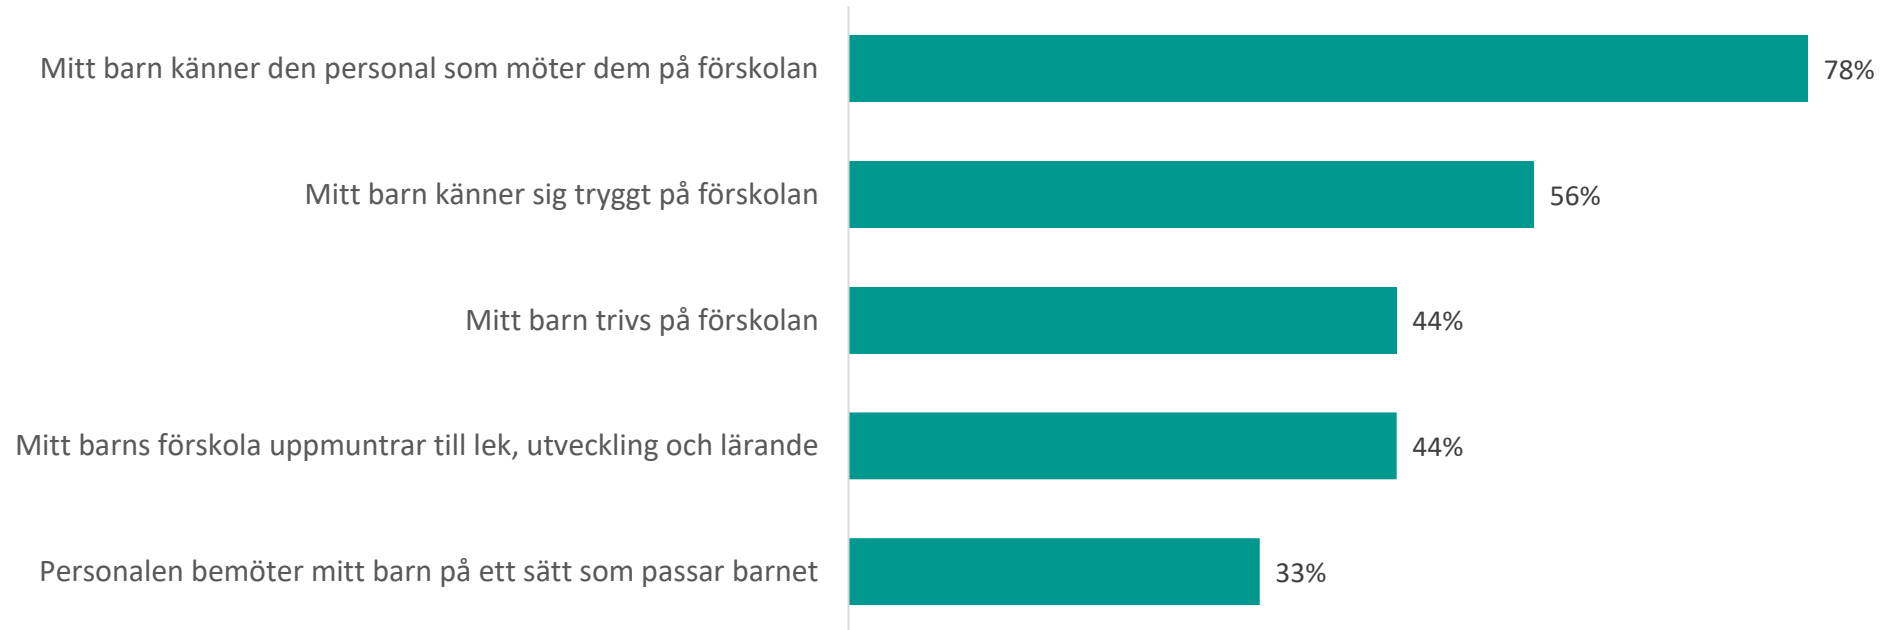 Mitt barn känner den personal som möter dem på förskolan 78%
Mitt barn känner sig tryggt på förskolan 56%
Mitt barn trivs på förskolan 44%
Mitt barns förskola uppmuntrar till lek, utveckling och lärande 44%
Personalen bemöter mitt barn på ett sätt som passar barnet 33%